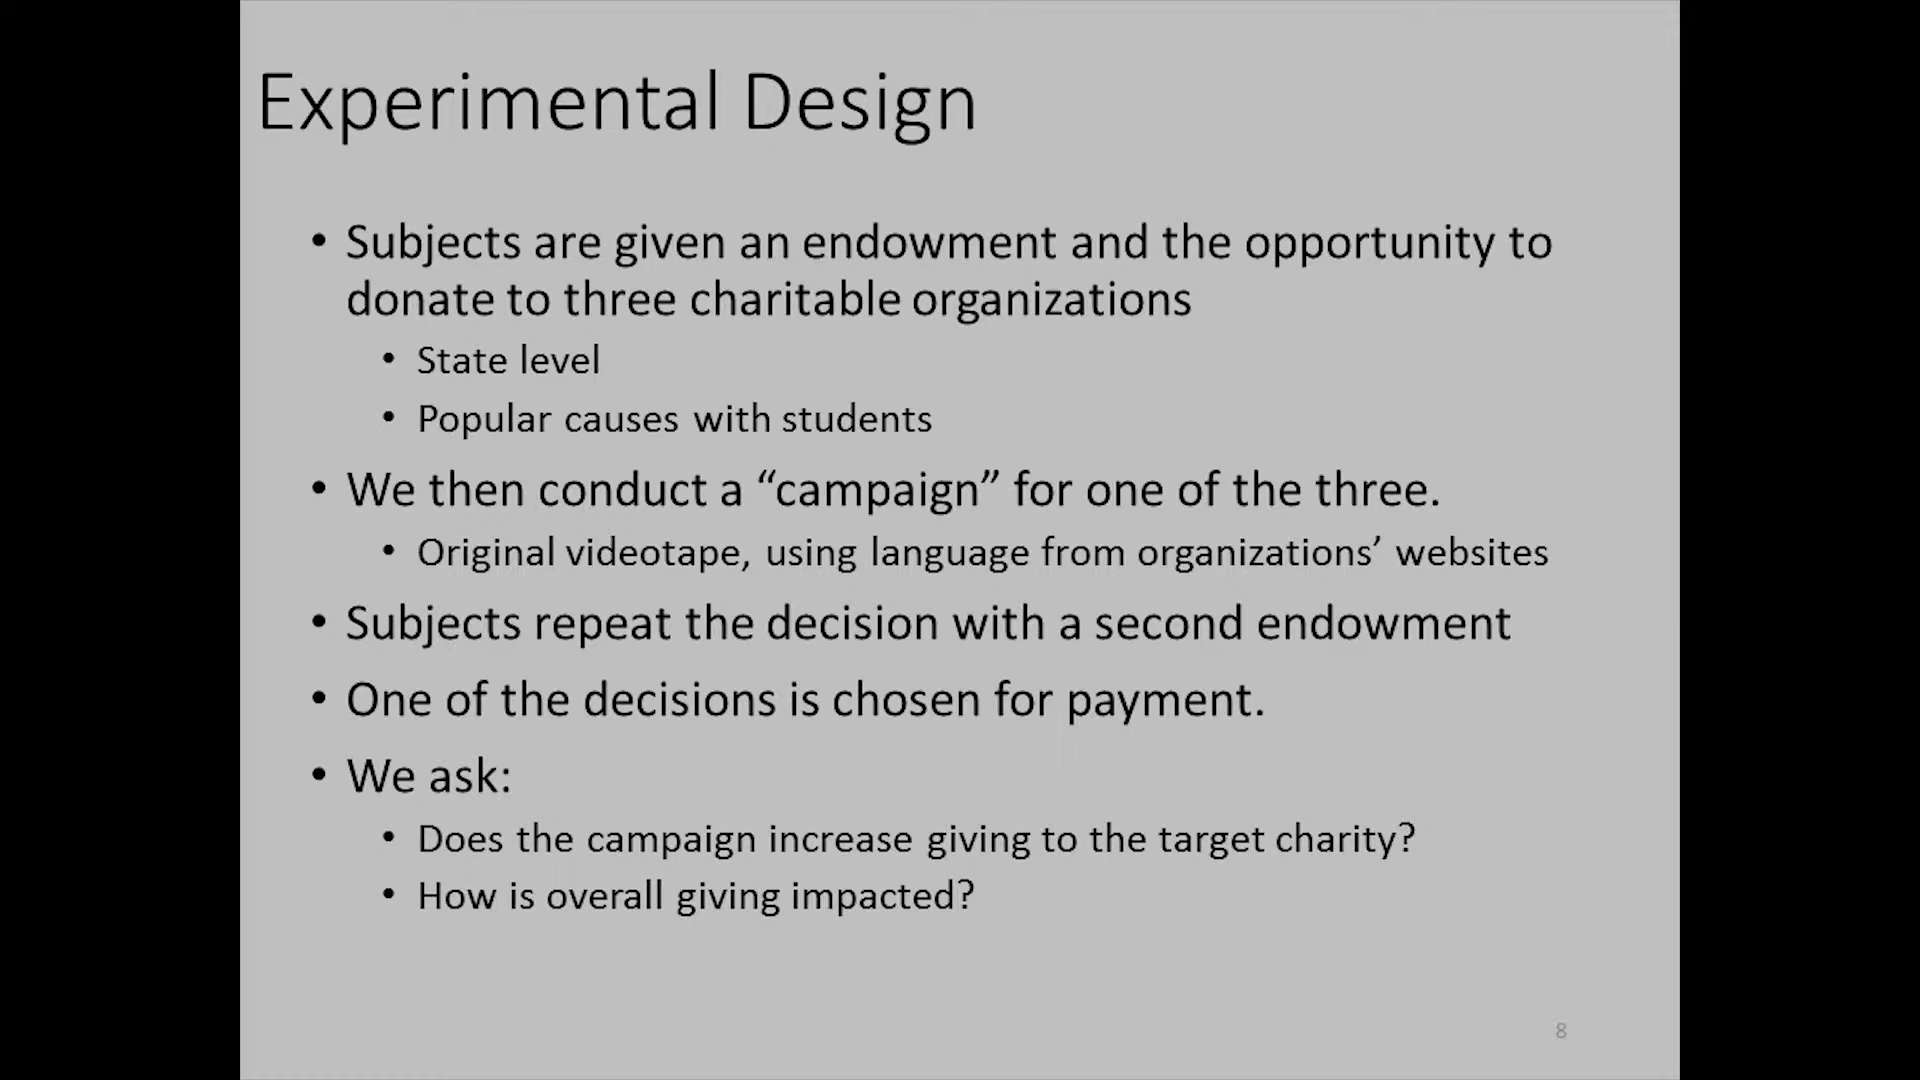 Experimental Design
• Subjects are given an endowment and the opportunity to
donate to three charitable organizations
• State level
• Popular causes with students
• We then conduct a “campaign” for one of the three.
• Original videotape, using language from organizations’ websites
• Subjects repeat the decision with a second endowment
• One of the decisions is chosen for payment.
• We ask:
• Does the campaign increase giving to the target charity?
• How is overall giving impacted?
8